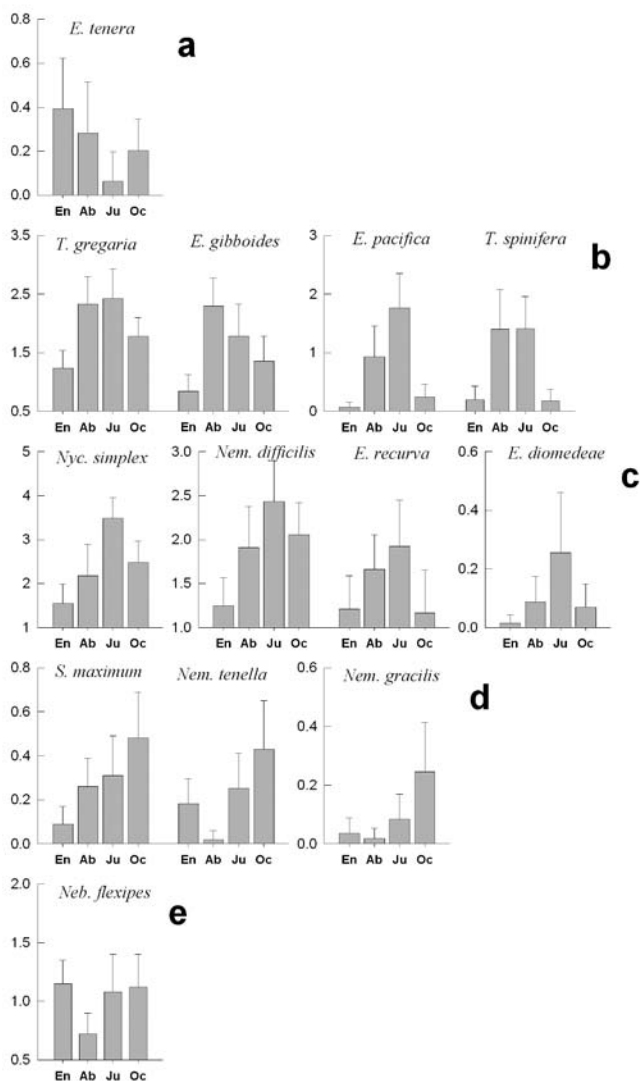 E. tenera
a
0.8
0.6
0.4
0.2
0.0
En Ab Ju Oc
T. gregaria E. gibboides E. pacifica T. spinifera
b
3.5
2.5
1.5
0.5
3
2
1
0
En Ab Ju Oc En Ab Ju Oc En Ab Ju Oc En Ab Ju Oc
Nyc. simplex Nem. difficilis E. recurva E. diomedeae
c
5
4
3
2
1
3.0
2.5
2.0
1.5
1.0
0.6
0.4
0.2
0.0
En Ab Ju Oc En Ab Ju Oc En Ab Ju Oc En Ab Ju Oc
S. maximum Nem. tenella Nem. gracilis
d
0.8
0.6
0.4
0.2
0.0
0.6
0.4
0.2
0.0
En Ab Ju Oc En Ab Ju Oc En Ab Ju Oc
Neb. flexipes
e
2.0
1.5
1.0
0.5
En Ab Ju Oc